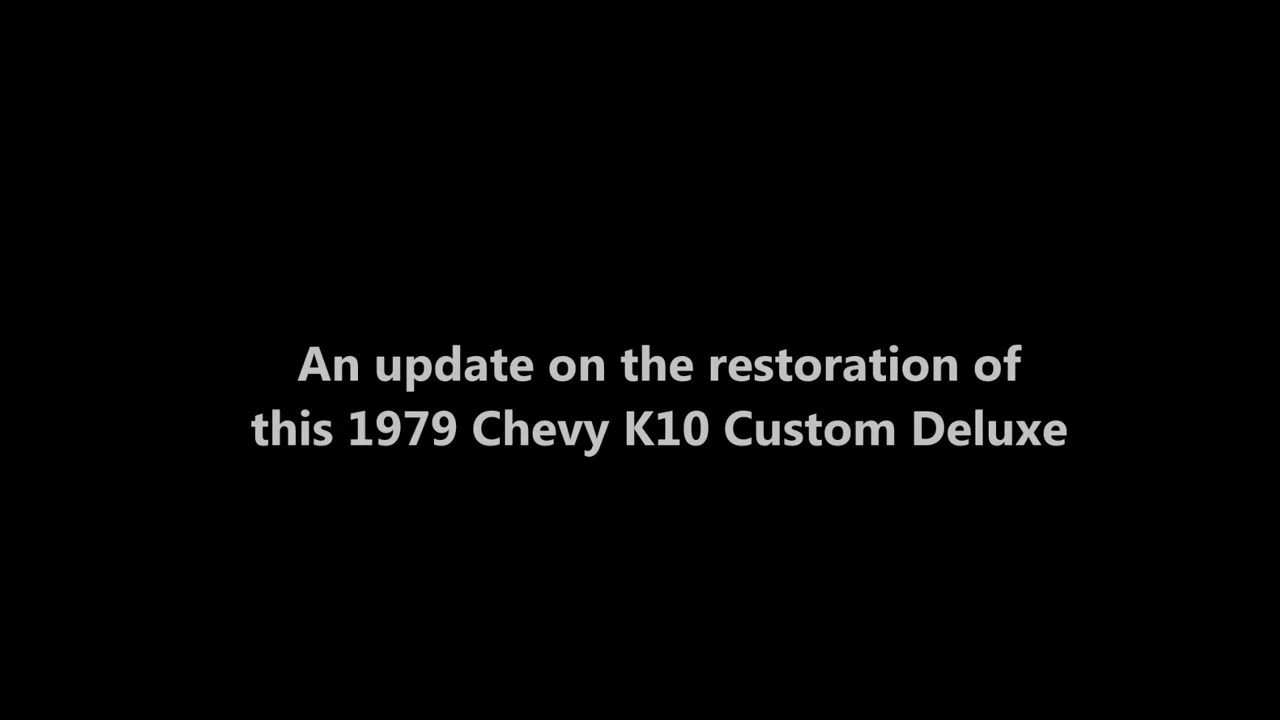 An update on the restoration of
this 1979 Chevy K10 Custom Deluxe